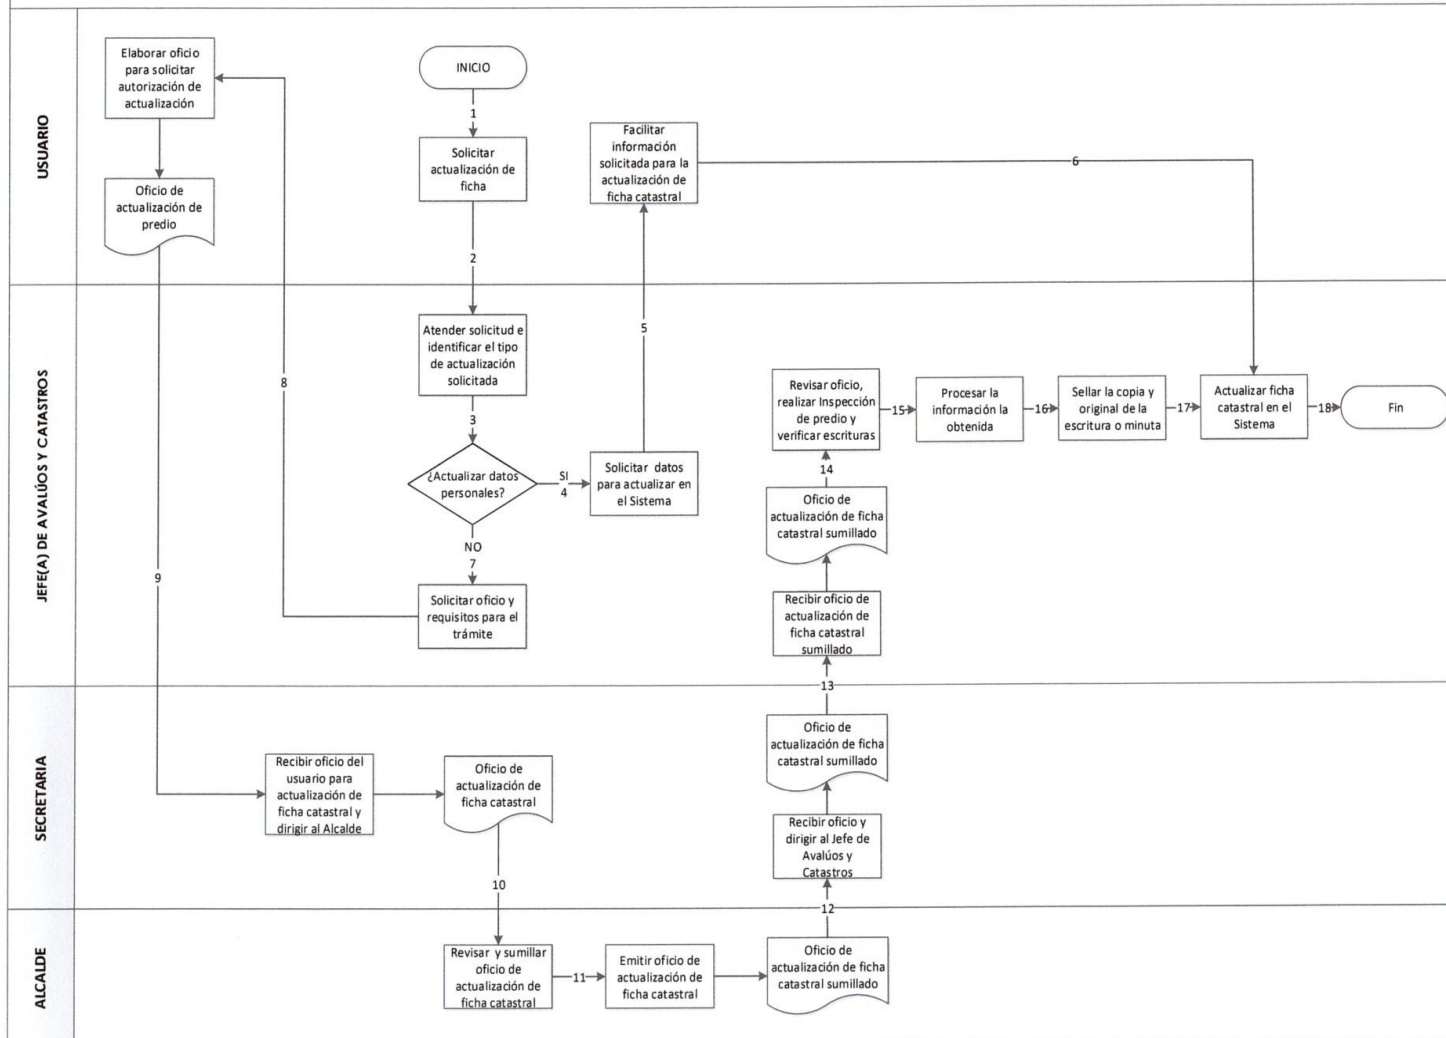 USUARIO
Elaborar oficio
para solicitar
autorización de
actualización
Oficio de
actualización de
predio
INICIO
1
Solicitar
actualización de
ficha
2
Facilitar
información
solicitada para la
actualización de
ficha catastral
6
JEFE(A) DE AVALÚOS Y CATASTROS
Atender solicitud e
identificar el tipo
de actualización
solicitada
3
¿Actualizar datos
personales?
SI
4
Solicitar datos
para actualizar en
el Sistema
5
NO
7
Solicitar oficio y
requisitos para el
trámite
8
9
Revisar oficio,
realizar Inspección
de predio y
verificar escrituras
15
Procesar la
información la
obtenida
16
Sellar la copia y
original de la
escritura o minuta
17
Actualizar ficha
catastral en el
Sistema
18
Fin
14
Oficio de
actualización de ficha
catastral sumillado
Recibir oficio de
actualización de
ficha catastral
sumillado
13
SECRETARIA
Recibir oficio del
usuario para
actualización de
ficha catastral y
dirigir al Alcalde
Oficio de
actualización de
ficha catastral
10
Oficio de
actualización de ficha
catastral sumillado
Recibir oficio y
dirigir al Jefe de
Avalúos y
Catastros
12
ALCALDE
Revisar y sumillar
oficio de
actualización de
ficha catastral
11
Emitir oficio de
actualización de
ficha catastral
Oficio de
actualización de ficha
catastral sumillado